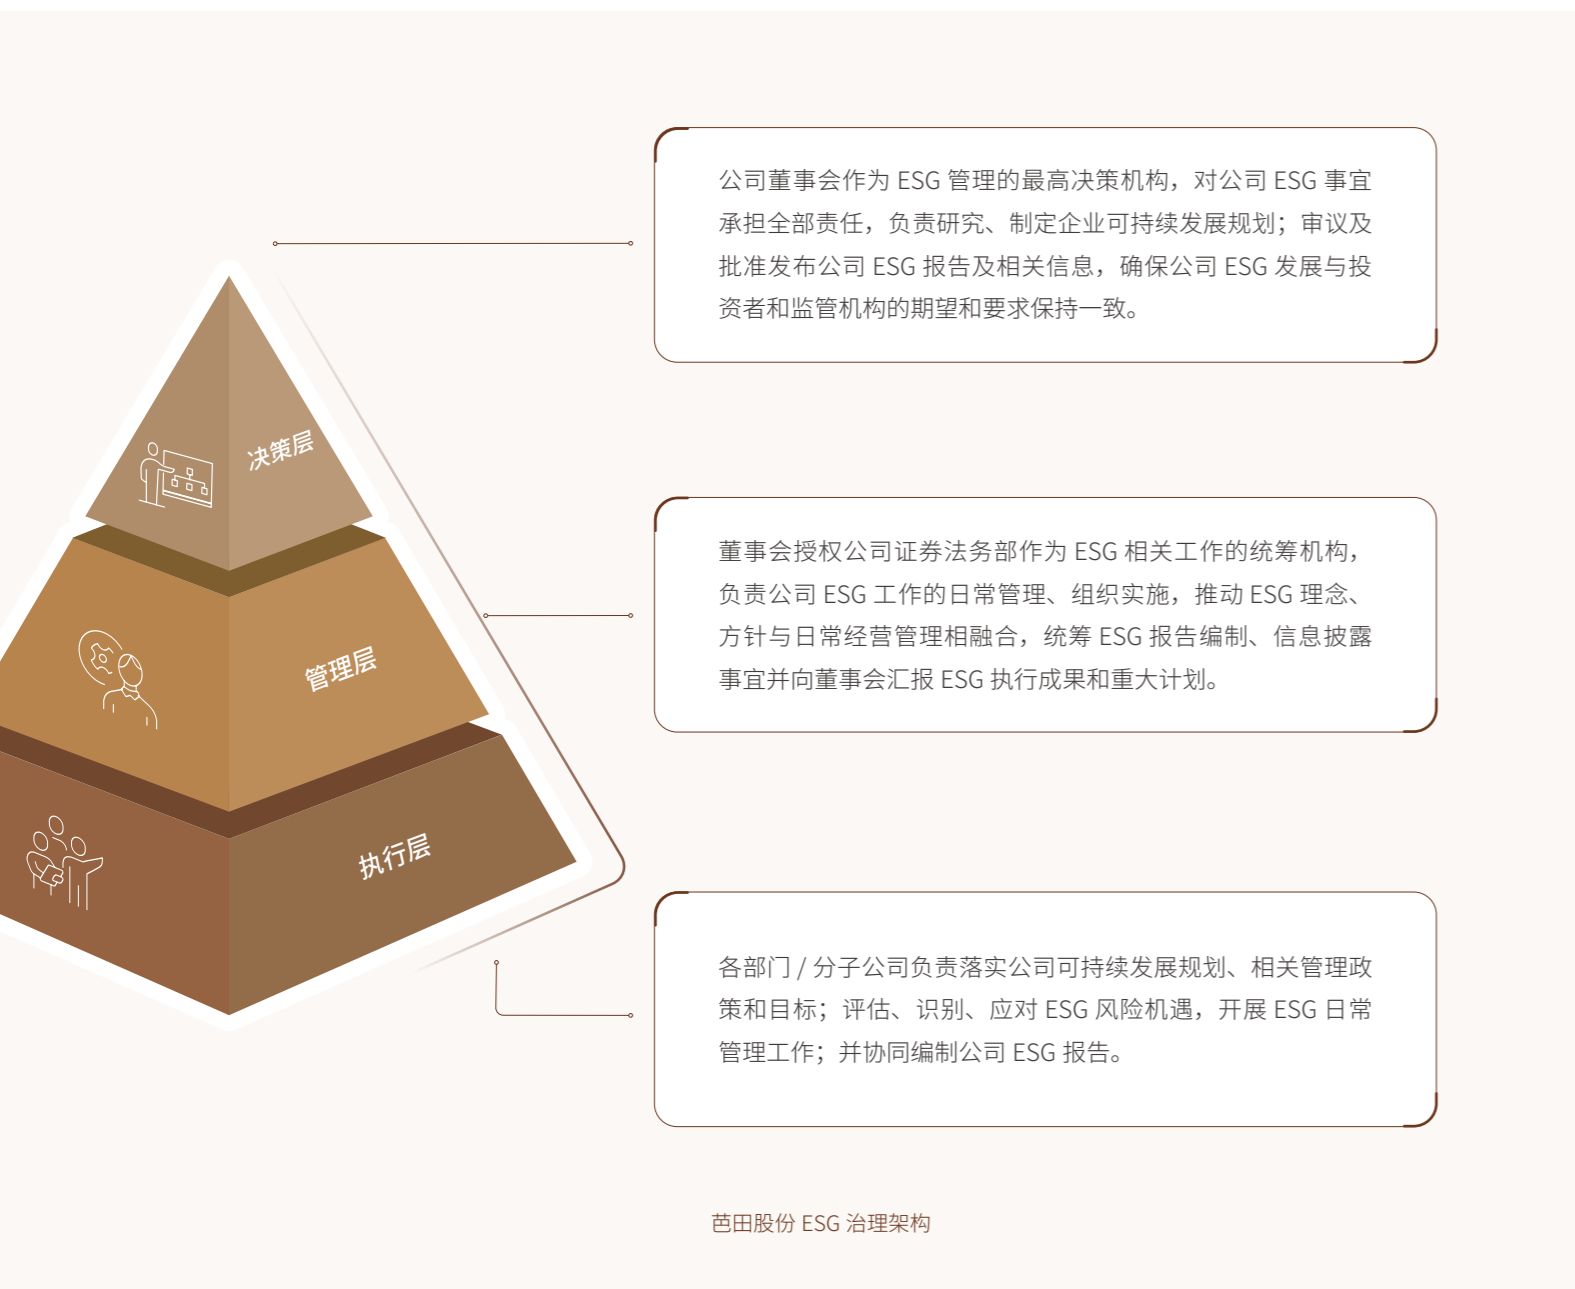 公司董事会作为 ESG 管理的最高决策机构，对公司 ESG 事宜
承担全部责任，负责研究、制定企业可持续发展规划；审议及
批准发布公司 ESG 报告及相关信息，确保公司 ESG 发展与投
资者和监管机构的期望和要求保持一致。
决策层
董事会授权公司证券法务部作为 ESG 相关工作的统筹机构，
负责公司 ESG 工作的日常管理、组织实施，推动 ESG 理念、
方针与日常经营管理相融合，统筹 ESG 报告编制、信息披露
事宜并向董事会汇报 ESG 执行成果和重大计划。
管理层
执行层
各部门 / 分子公司负责落实公司可持续发展规划、相关管理政
策和目标；评估、识别、应对 ESG 风险机遇，开展 ESG 日常
管理工作；并协同编制公司 ESG 报告。
芭田股份 ESG 治理架构